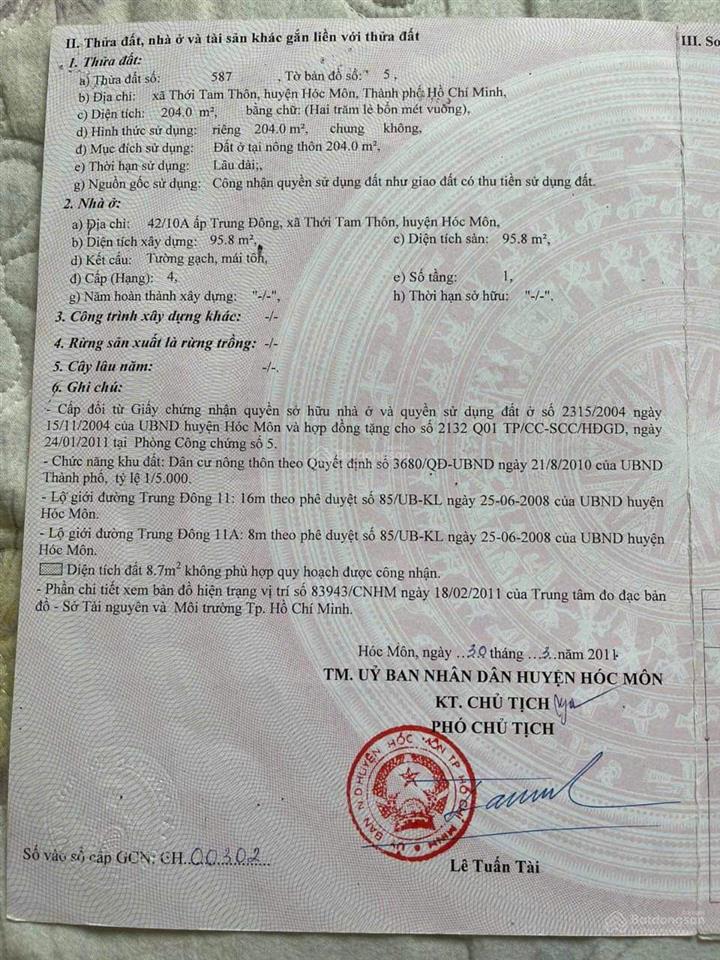 II. Thửa đất, nhà ở và tài sản khác gắn liền với thửa đất
III. Sơ
1. Thửa đất:
a) Thửa đất số: 587 , Tờ bản đồ số: 5 ,
b) Địa chỉ: xã Thới Tam Thôn, huyện Hóc Môn, Thành phố Hồ Chí Minh,
c) Diện tích: 204.0 m², bằng chữ: (Hai trăm lẻ bốn mét vuông),
d) Hình thức sử dụng: riêng 204.0 m², chung không,
đ) Mục đích sử dụng: Đất ở tại nông thôn 204.0 m²,
e) Thời hạn sử dụng: Lâu dài;,
g) Nguồn gốc sử dụng: Công nhận quyền sử dụng đất như giao đất có thu tiền sử dụng đất.
2. Nhà ở:
a) Địa chỉ: 42/10A ấp Trung Đông, xã Thới Tam Thôn, huyện Hóc Môn,
b) Diện tích xây dựng: 95.8 m², c) Diện tích sàn: 95.8 m²,
d) Kết cấu: Tường gạch, mái tôn,
đ) Cấp (Hạng): 4, e) Số tầng: 1,
g) Năm hoàn thành xây dựng: "-/-", h) Thời hạn sở hữu: "-/-".
3. Công trình xây dựng khác: -/-
4. Rừng sản xuất là rừng trồng: -/-
5. Cây lâu năm: -/-.
6. Ghi chú:
- Cấp đổi từ Giấy chứng nhận quyền sở hữu nhà ở và quyền sử dụng đất ở số 2315/2004 ngày
15/11/2004 của UBND huyện Hóc Môn và hợp đồng tặng cho số 2132 Q01 TP/CC-SCC/HĐGD, ngày
24/01/2011 tại Phòng Công chứng số 5.
- Chức năng khu đất: Dân cư nông thôn theo Quyết định số 3680/QĐ-UBND ngày 21/8/2010 của UBND
Thành phố, tỷ lệ 1/5.000.
- Lộ giới đường Trung Đông 11: 16m theo phê duyệt số 85/UB-KL ngày 25-06-2008 của UBND huyện
Hóc Môn.
- Lộ giới đường Trung Đông 11A: 8m theo phê duyệt số 85/UB-KL ngày 25-06-2008 của UBND huyện
Hóc Môn.
Diện tích đất 8.7m² không phù hợp quy hoạch được công nhận.
- Phần chi tiết xem bản đồ hiện trạng vị trí số 83943/CNHM ngày 18/02/2011 của Trung tâm đo đạc bản
đồ - Sở Tài nguyên và Môi trường Tp. Hồ Chí Minh.
Hóc Môn, ngày ..30 tháng ...3..năm 2011
TM. UỶ BAN NHÂN DÂN HUYỆN HÓC MÔN
KT. CHỦ TỊCH
PHÓ CHỦ TỊCH
ỦY BAN N.D HUYỆN HÓC MÔN T.P HỒ CHÍ MINH
Số vào sổ cấp GCN: CH 00302
Lê Tuấn Tài
Batdongsan